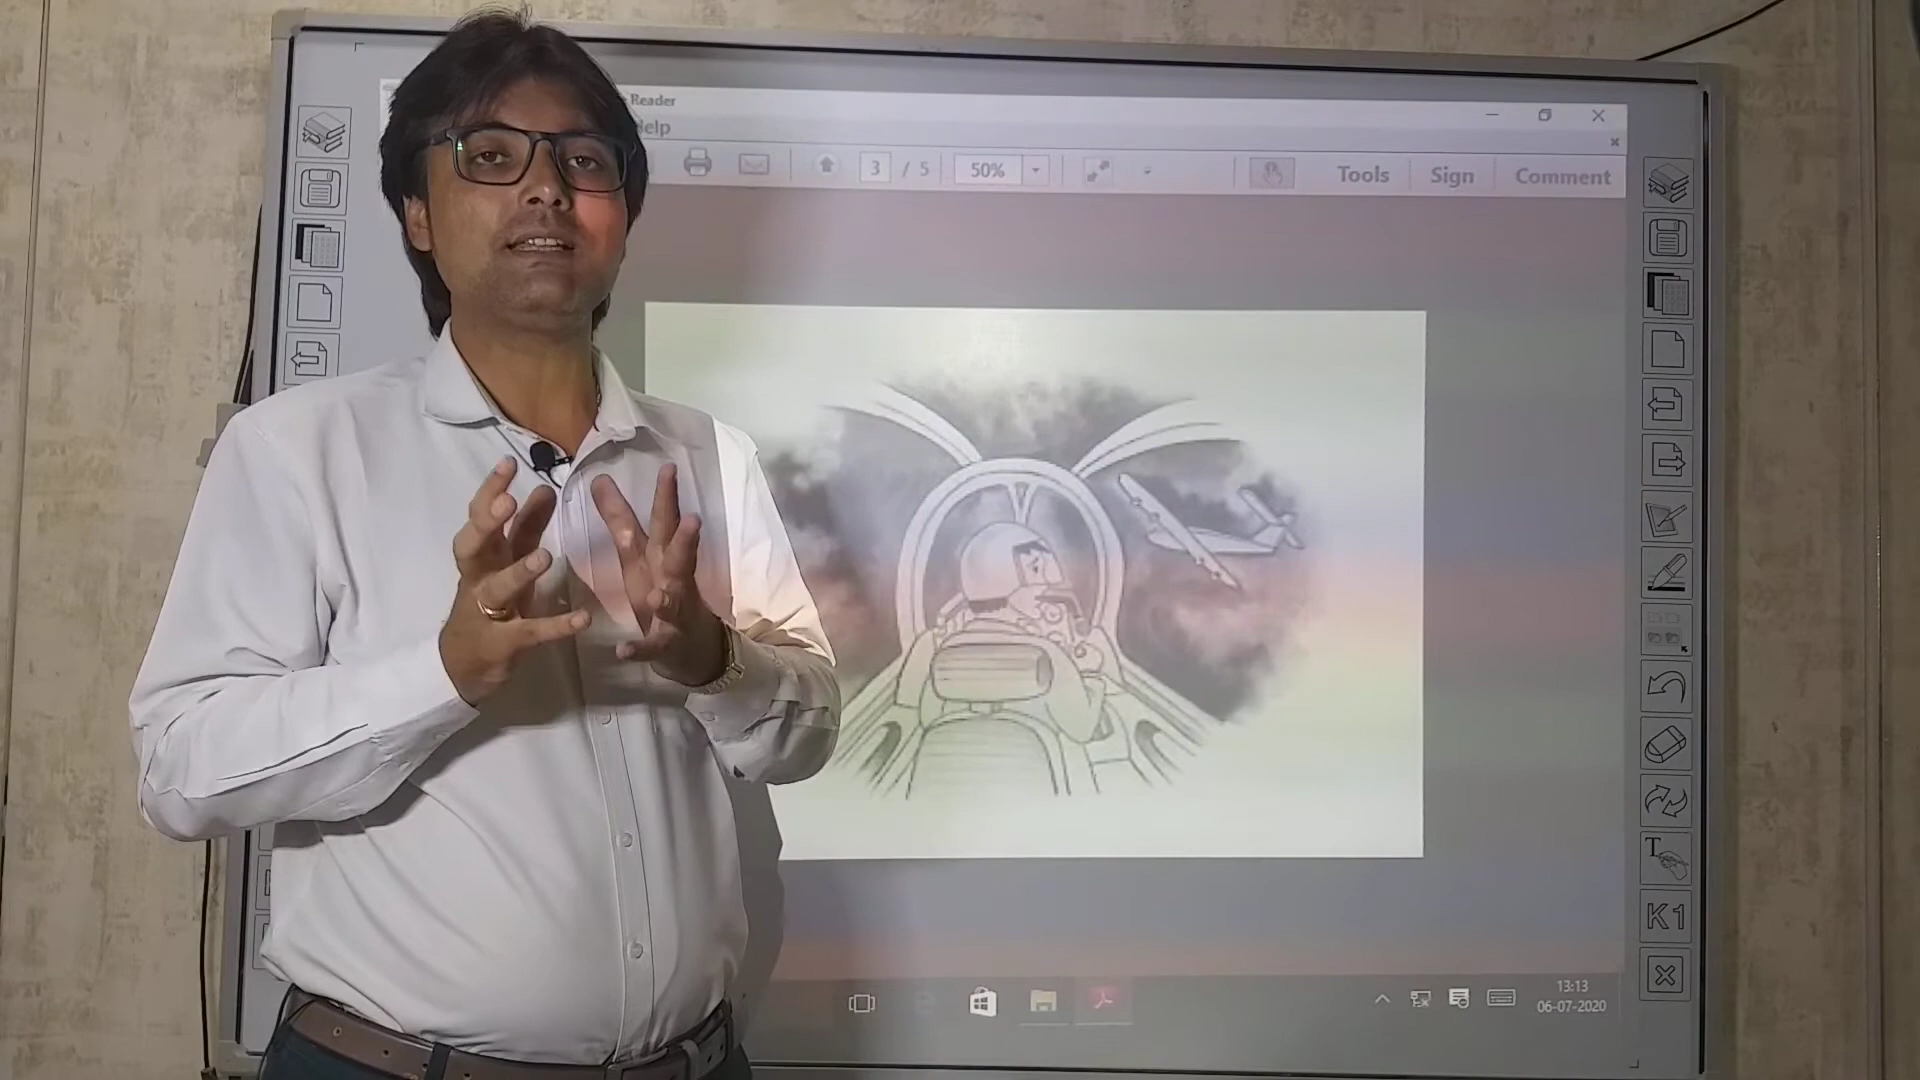 Reader
Help
3 / 5 50% Tools Sign Comment
T
K1
13:13
06-07-2020